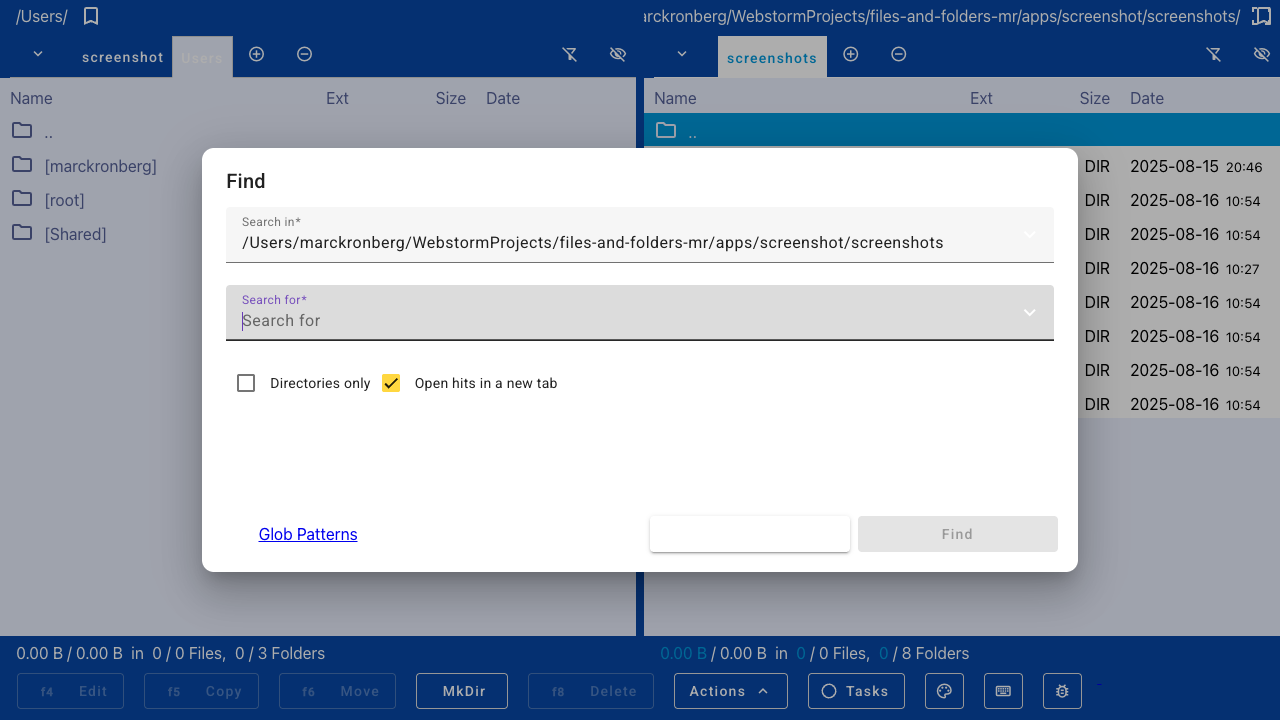 /Users/
arckronberg/WebstormProjects/files-and-folders-mr/apps/screenshot/screenshots/
screenshot Users
screenshots
Name Ext Size Date
Name Ext Size Date
..
[marckronberg]
[root]
[Shared]
..
DIR 2025-08-15 20:46
DIR 2025-08-16 10:54
DIR 2025-08-16 10:54
DIR 2025-08-16 10:27
DIR 2025-08-16 10:54
DIR 2025-08-16 10:54
DIR 2025-08-16 10:54
DIR 2025-08-16 10:54
Find
Search in*
/Users/marckronberg/WebstormProjects/files-and-folders-mr/apps/screenshot/screenshots
Search for*
Search for
Directories only Open hits in a new tab
Glob Patterns Find
0.00 B / 0.00 B in 0 / 0 Files, 0 / 3 Folders
0.00 B / 0.00 B in 0 / 0 Files, 0 / 8 Folders
f4 Edit f5 Copy f6 Move MkDir f8 Delete Actions Tasks